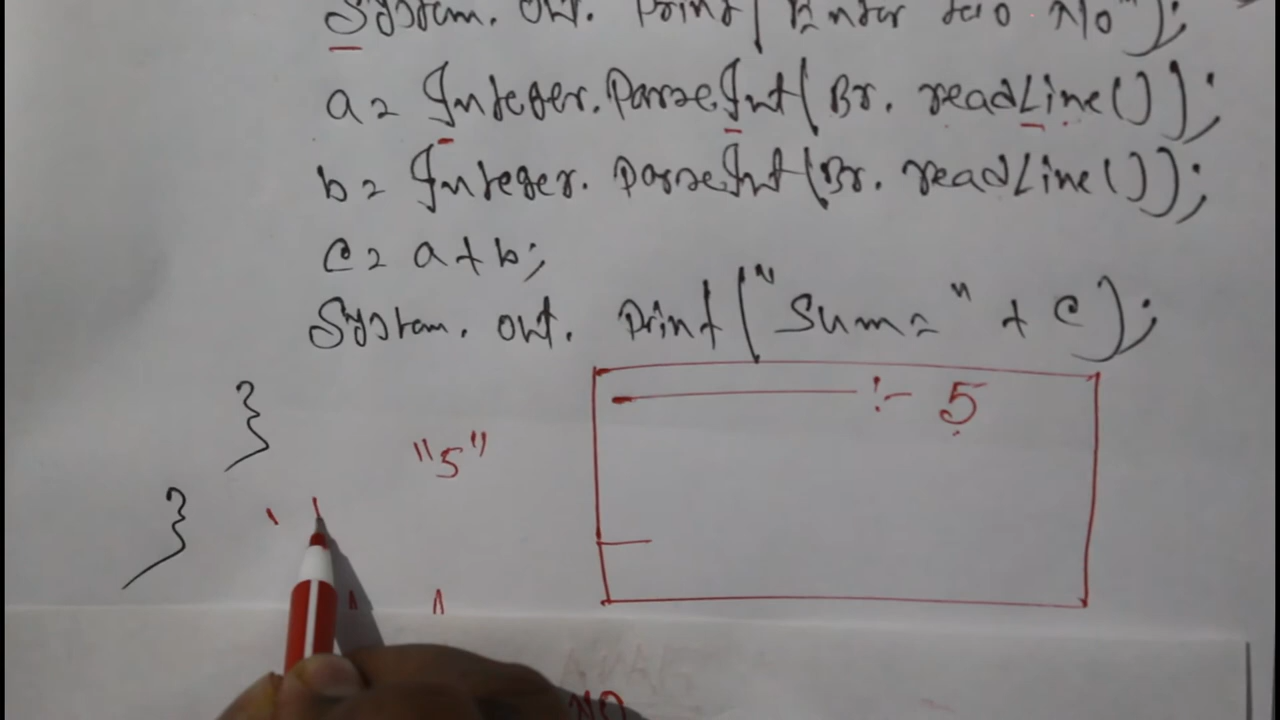 System. out. Print("Enter two No");
a = Integer.ParseInt(Br. readLine());
b = Integer. ParseInt(Br. readLine());
c = a + b;
System. out. Print("Sum=" + c);
} :- 5
"5"
}
NO